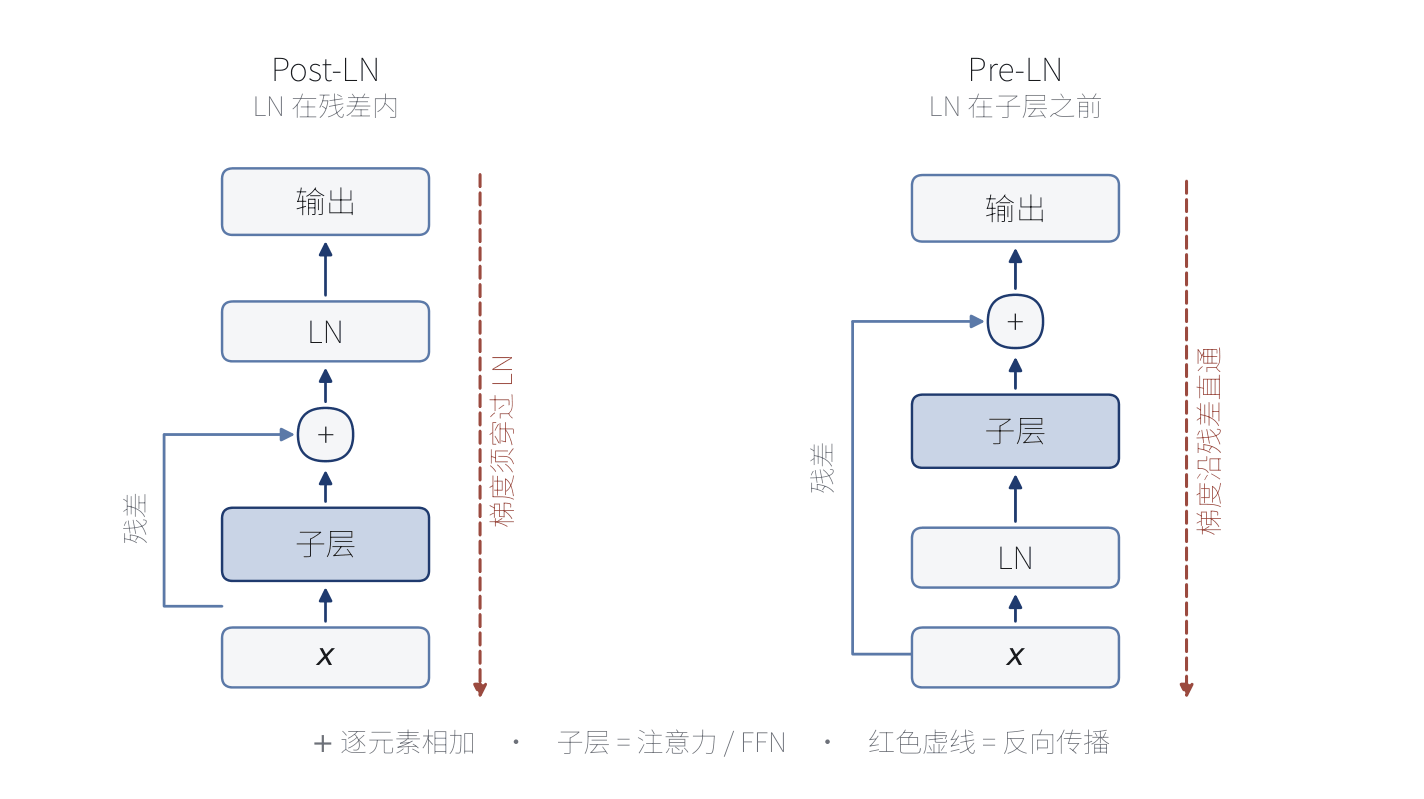 Post-LN
LN 在残差内
输出
LN
+
子层
x
残差
梯度须穿过 LN
Pre-LN
LN 在子层之前
输出
+
子层
LN
x
残差
梯度沿残差直通
+ 逐元素相加 · 子层 = 注意力 / FFN · 红色虚线 = 反向传播